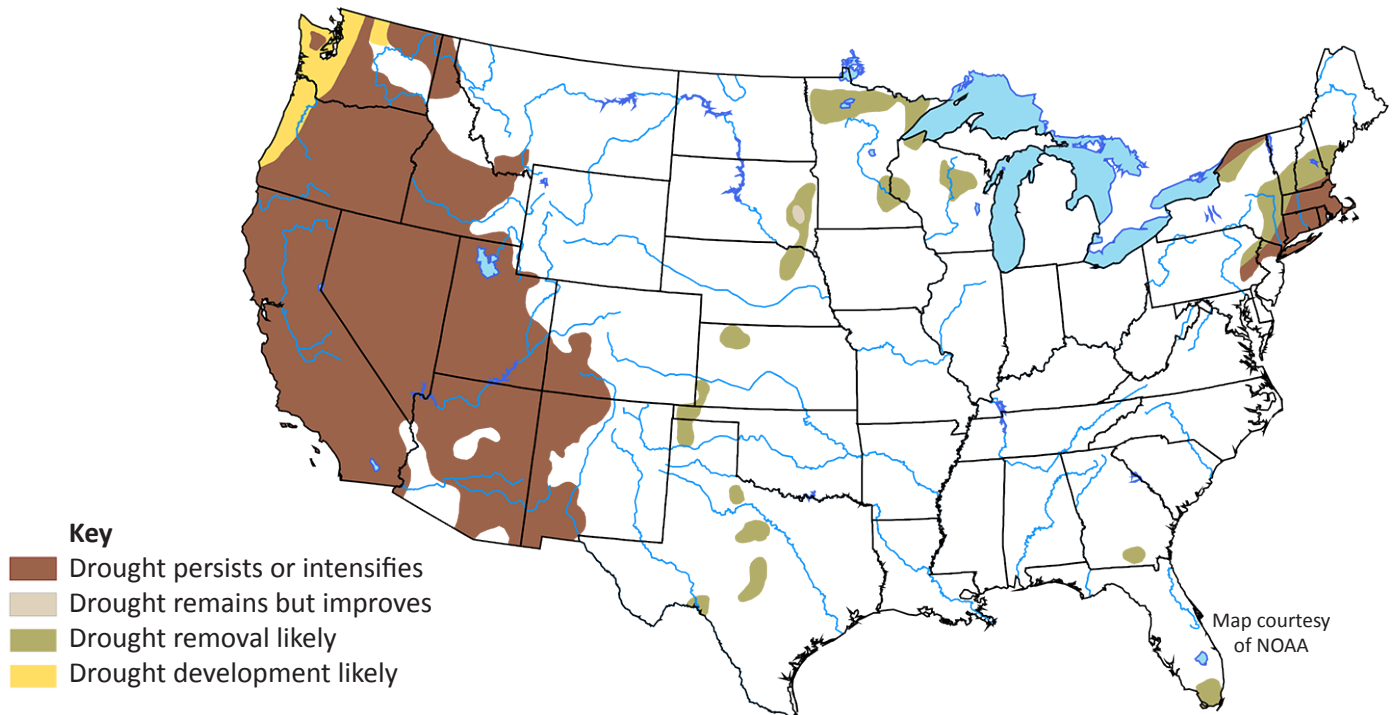 Key
Drought persists or intensifies
Drought remains but improves
Drought removal likely
Drought development likely
Map courtesy
of NOAA